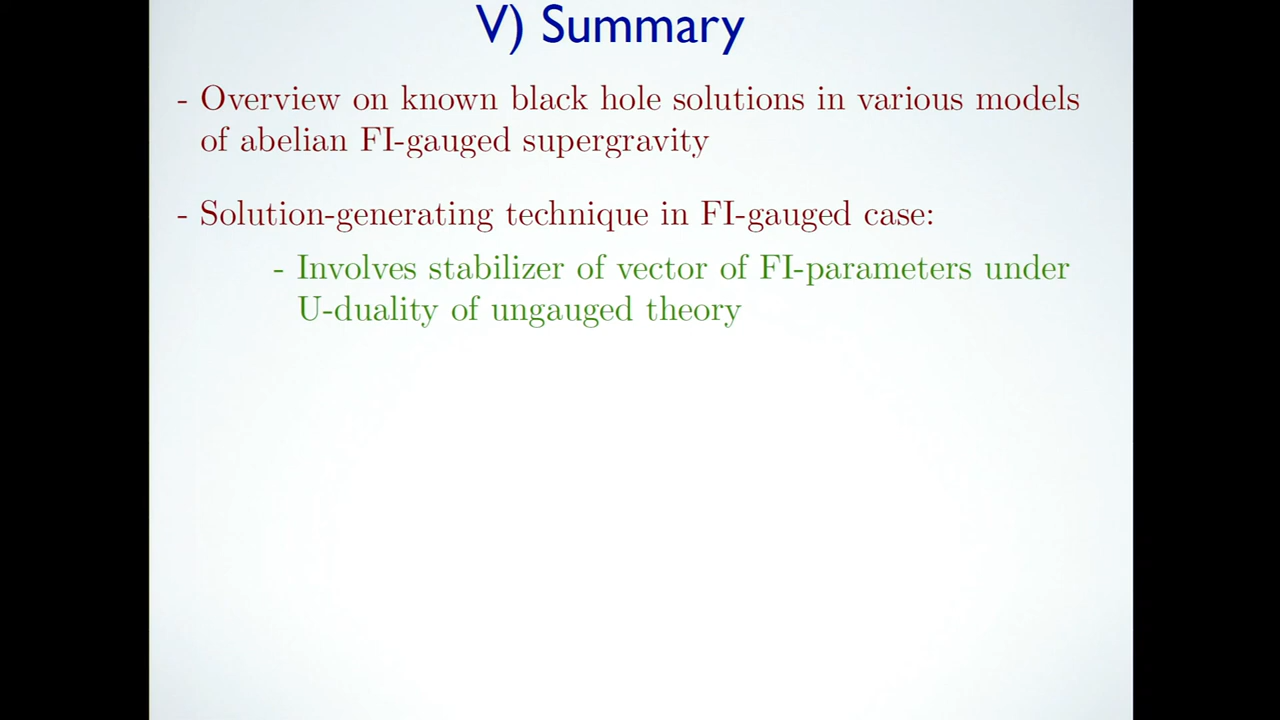 V) Summary
- Overview on known black hole solutions in various models
of abelian FI-gauged supergravity
- Solution-generating technique in FI-gauged case:
- Involves stabilizer of vector of FI-parameters under
U-duality of ungauged theory